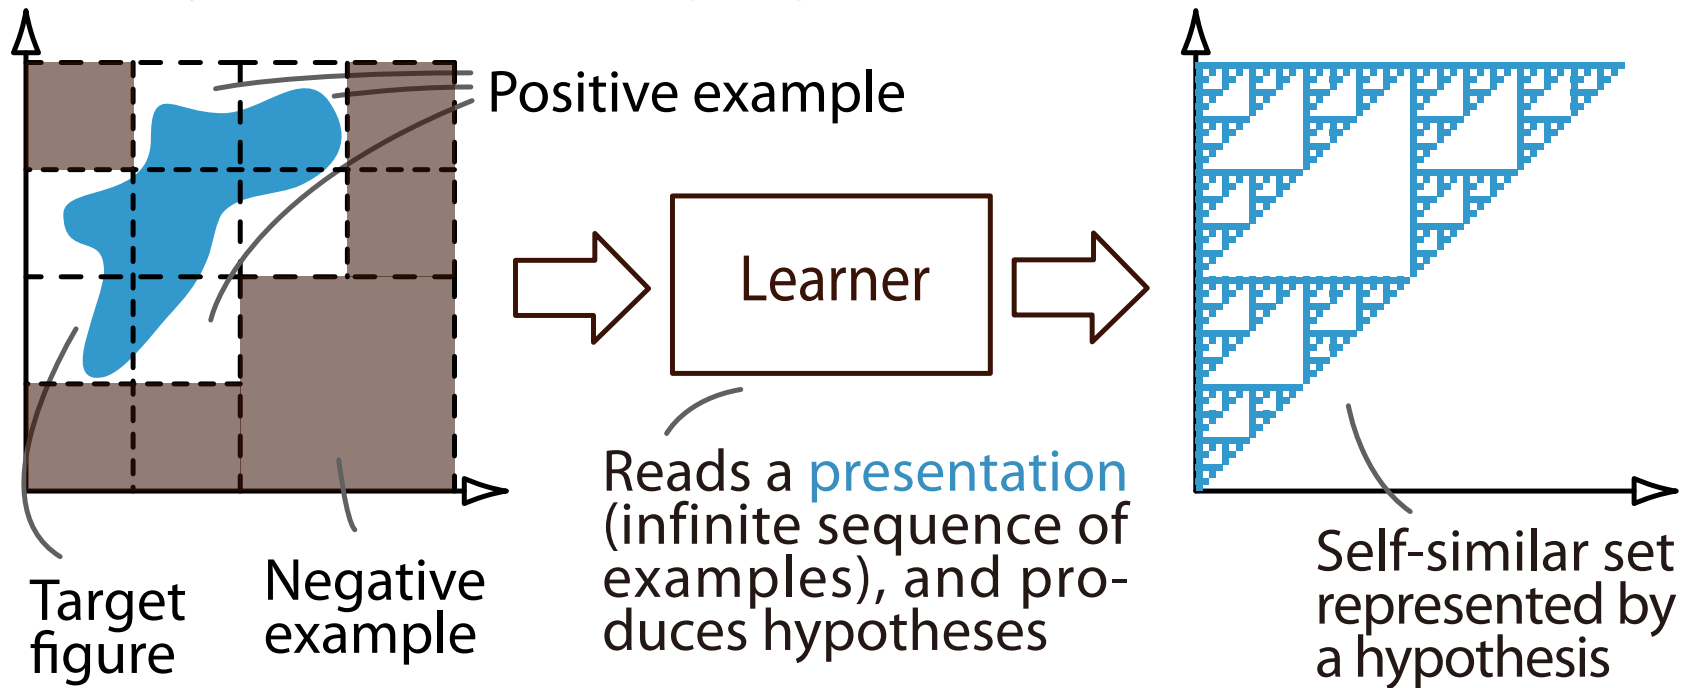 Positive example
Learner
Target
figure
Negative
example
Reads a presentation
(infinite sequence of
examples), and pro-
duces hypotheses
Self-similar set
represented by
a hypothesis